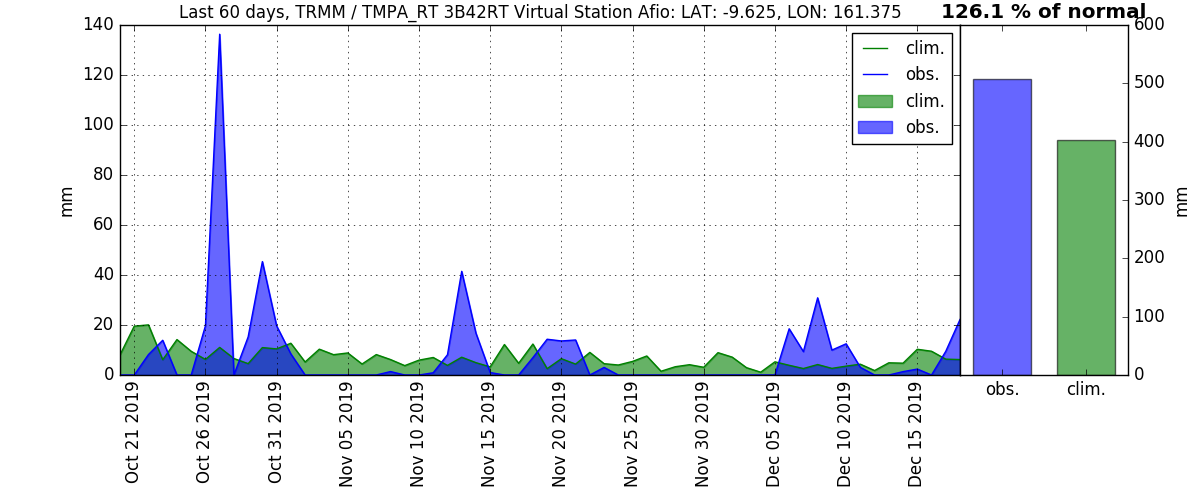 Last 60 days, TRMM / TMPA_RT 3B42RT Virtual Station Afio: LAT: -9.625, LON: 161.375
126.1 % of normal
140
120
100
80
60
40
20
0
mm
clim.
obs.
clim.
obs.
Oct 21 2019
Oct 26 2019
Oct 31 2019
Nov 05 2019
Nov 10 2019
Nov 15 2019
Nov 20 2019
Nov 25 2019
Nov 30 2019
Dec 05 2019
Dec 10 2019
Dec 15 2019
600
500
400
300
200
100
0
mm
obs.
clim.